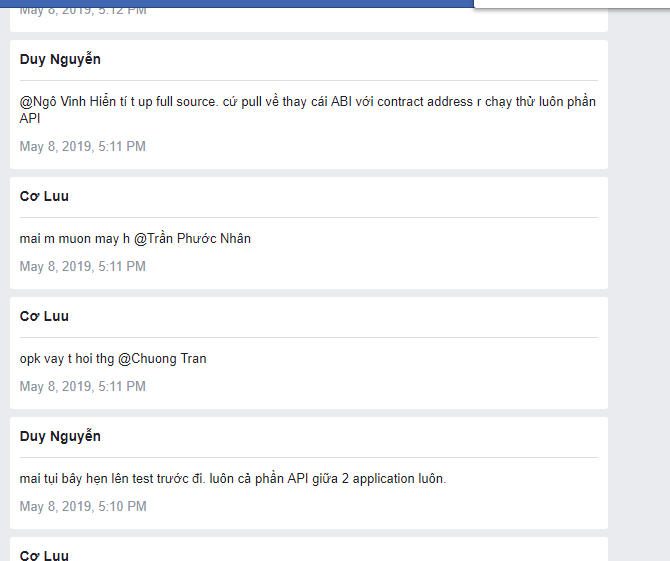 May 8, 2019, 5:12 PM
Duy Nguyễn
@Ngô Vinh Hiển tí t up full source. cứ pull về thay cái ABI với contract address r chạy thử luôn phần
API
May 8, 2019, 5:11 PM
Cơ Luu
mai m muon may h @Trần Phước Nhân
May 8, 2019, 5:11 PM
Cơ Luu
opk vay t hoi thg @Chuong Tran
May 8, 2019, 5:11 PM
Duy Nguyễn
mai tụi bây hẹn lên test trước đi. luôn cả phần API giữa 2 application luôn.
May 8, 2019, 5:10 PM
Cơ Luu